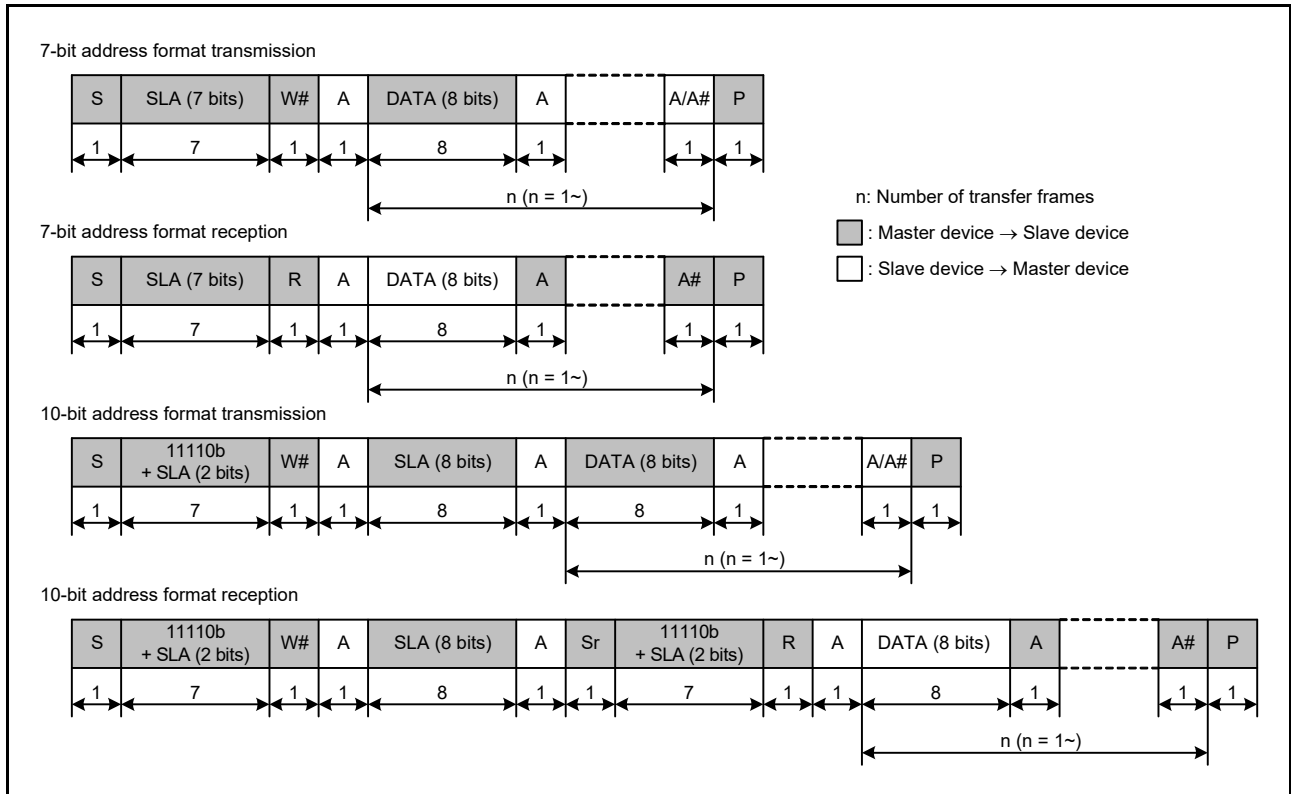 7-bit address format transmission
S SLA (7 bits) W# A DATA (8 bits) A A/A# P
1 7 1 1 8 1 1 1
n (n = 1~)
n: Number of transfer frames
: Master device → Slave device
: Slave device → Master device
7-bit address format reception
S SLA (7 bits) R A DATA (8 bits) A A# P
1 7 1 1 8 1 1 1
n (n = 1~)
10-bit address format transmission
S 11110b + SLA (2 bits) W# A SLA (8 bits) A DATA (8 bits) A A/A# P
1 7 1 1 8 1 8 1 1 1
n (n = 1~)
10-bit address format reception
S 11110b + SLA (2 bits) W# A SLA (8 bits) A Sr 11110b + SLA (2 bits) R A DATA (8 bits) A A# P
1 7 1 1 8 1 1 7 1 1 8 1 1 1
n (n = 1~)